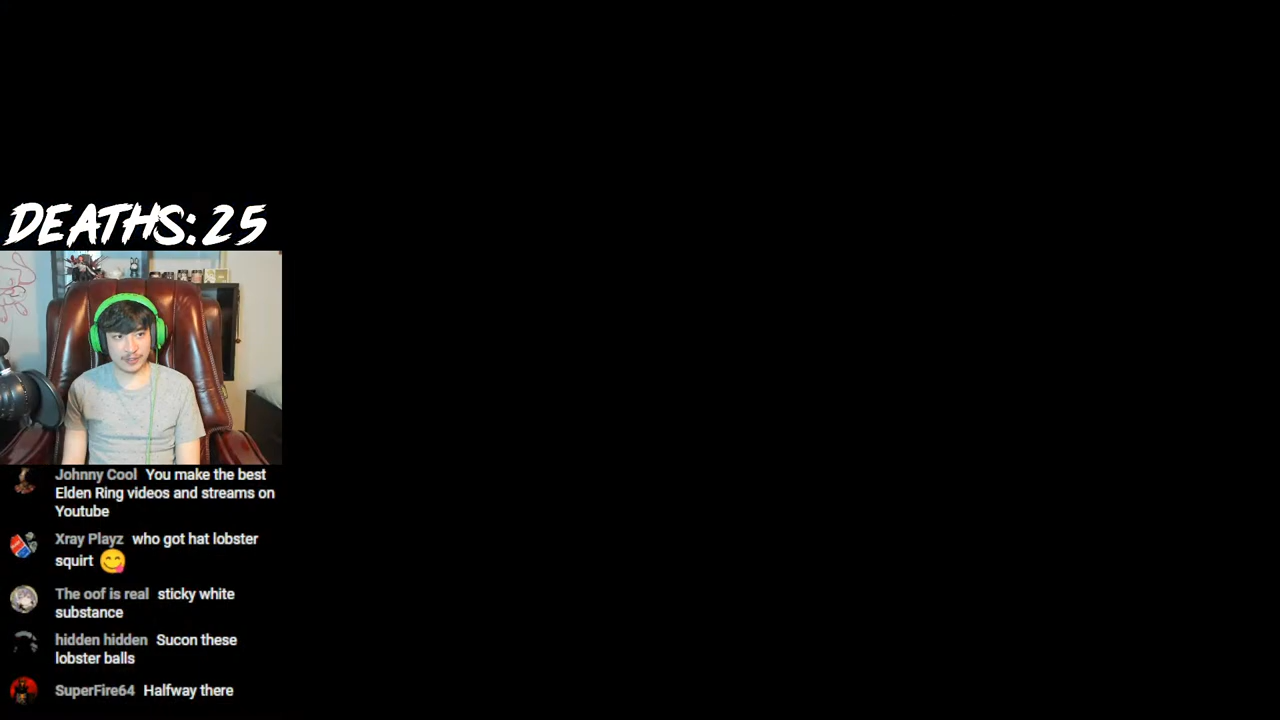 DEATHS:25
Johnny Cool You make the best
Elden Ring videos and streams on
Youtube
Xray Playz who got hat lobster
squirt
The oof is real sticky white
substance
hidden hidden Sucon these
lobster balls
SuperFire64 Halfway there